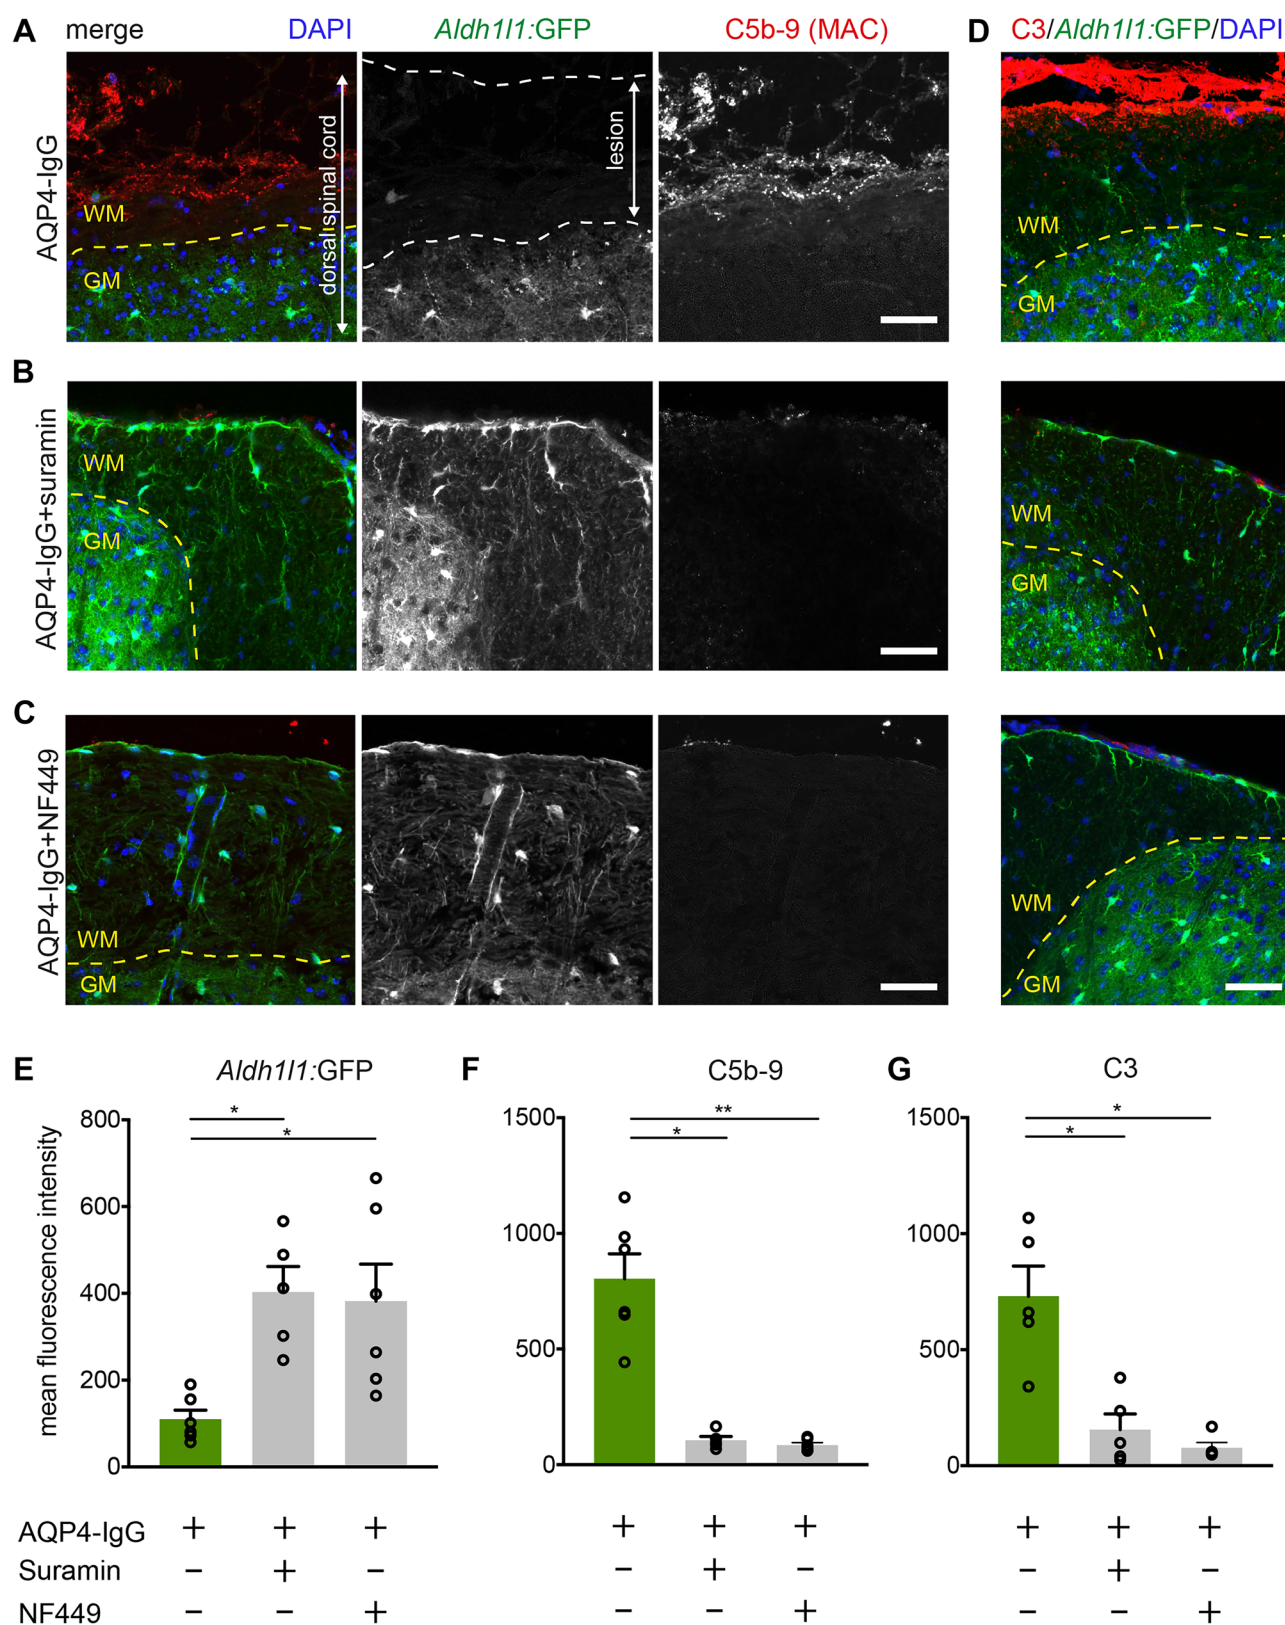 A merge DAPI Aldh1l1:GFP C5b-9 (MAC) D C3/Aldh1l1:GFP/DAPI
AQP4-IgG
WM
GM
dorsal spinal cord
lesion
WM
GM
B
AQP4-IgG+suramin
WM
GM
WM
GM
C
AQP4-IgG+NF449
WM
GM
WM
GM
E Aldh1l1:GFP
mean fluorescence intensity
800
600
400
200
0
*
*
F C5b-9
1500
1000
500
0
**
*
G C3
1500
1000
500
0
*
*
AQP4-IgG + + + + + + + + +
Suramin – + – – + – – + –
NF449 – – + – – + – – +